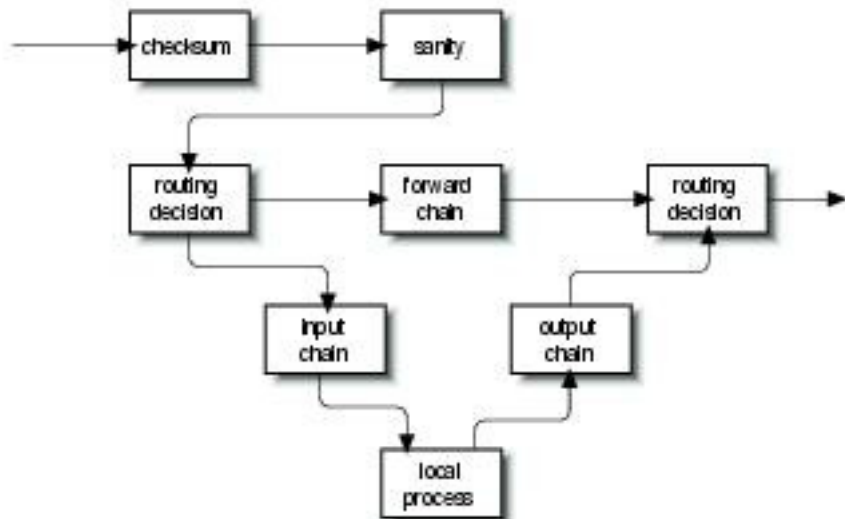 checksum
sanity
routing
decision
forward
chain
routing
decision
input
chain
output
chain
local
process